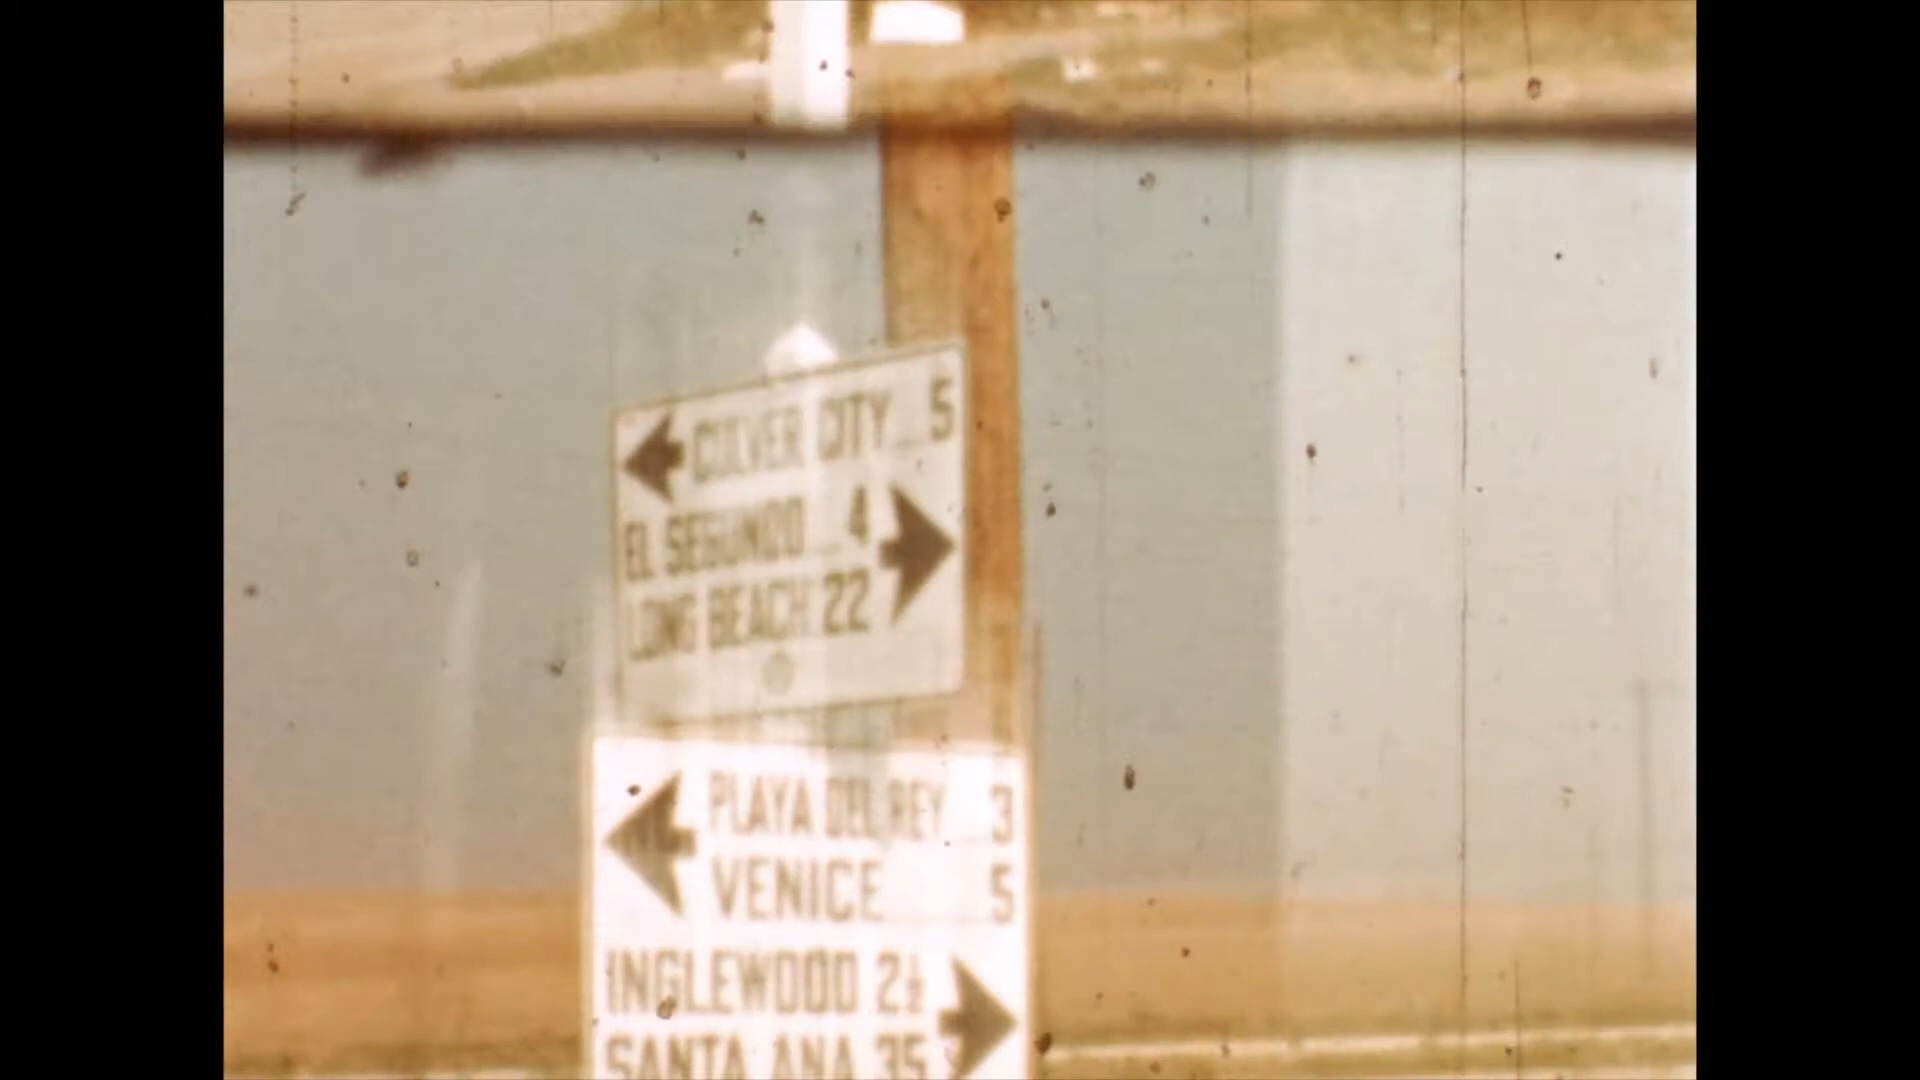 CULVER CITY 5
EL SEGUNDO 4
LONG BEACH 22
PLAYA DEL REY 3
VENICE 5
INGLEWOOD 2½
SANTA ANA 35